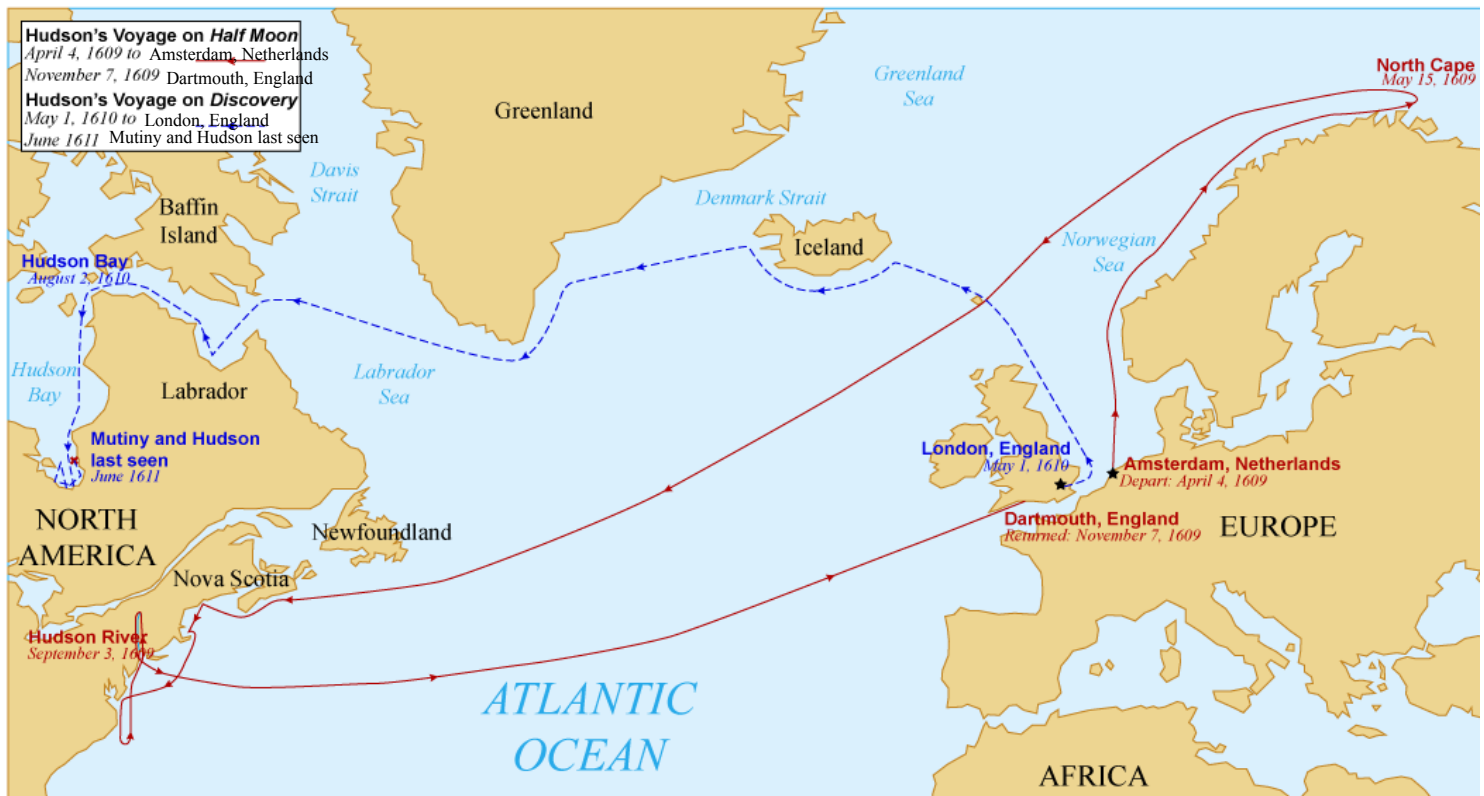 Hudson's Voyage on Half Moon
April 4, 1609 to Amsterdam, Netherlands
November 7, 1609 Dartmouth, England
Hudson's Voyage on Discovery
May 1, 1610 to London, England
June 1611 Mutiny and Hudson last seen
Greenland
Greenland
Sea
North Cape
May 15, 1609
Davis
Strait
Baffin
Island
Denmark Strait
Iceland
Norwegian
Sea
Hudson Bay
August 2, 1610
Hudson
Bay
Labrador
Labrador
Sea
Mutiny and Hudson
last seen
June 1611
London, England
May 1, 1610
Amsterdam, Netherlands
Depart: April 4, 1609
Dartmouth, England
Returned: November 7, 1609
EUROPE
NORTH
AMERICA
Newfoundland
Nova Scotia
Hudson River
September 3, 1609
ATLANTIC
OCEAN
AFRICA